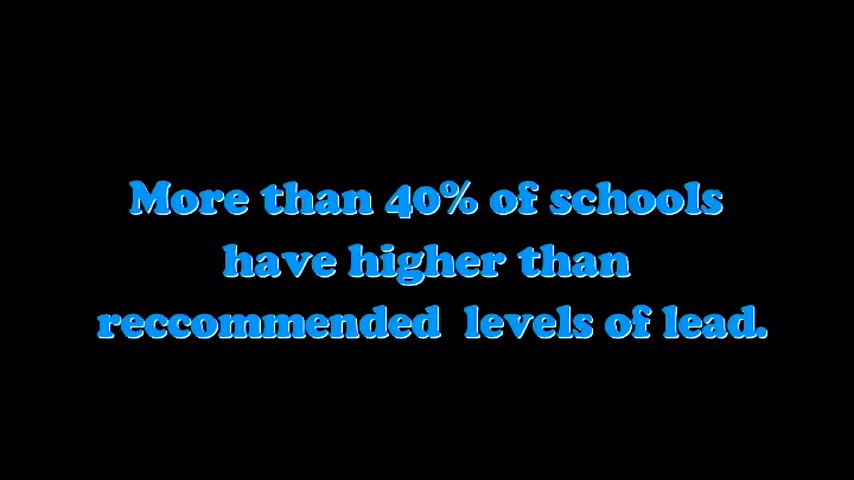 More than 40% of schools
have higher than
reccommended levels of lead.